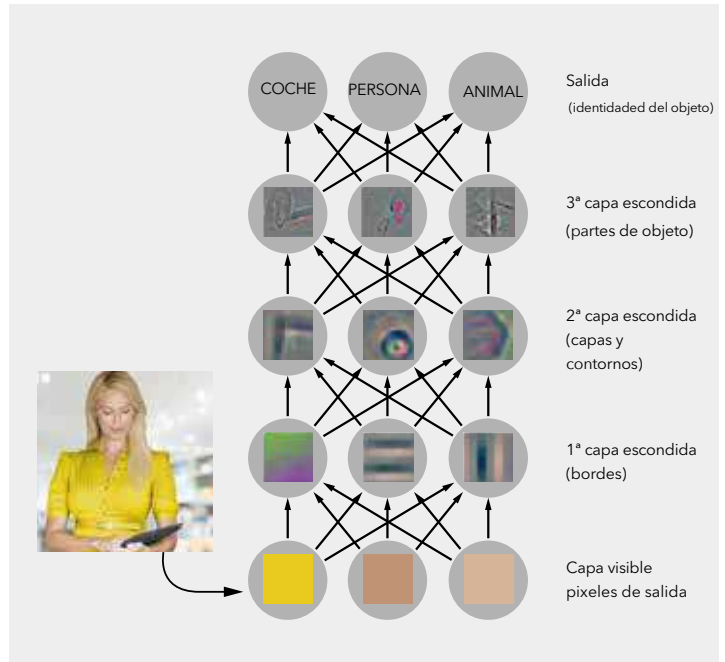 COCHE
PERSONA
ANIMAL
Salida
(identidaded del objeto)
3ª capa escondida
(partes de objeto)
2ª capa escondida
(capas y
contornos)
1ª capa escondida
(bordes)
Capa visible
pixeles de salida